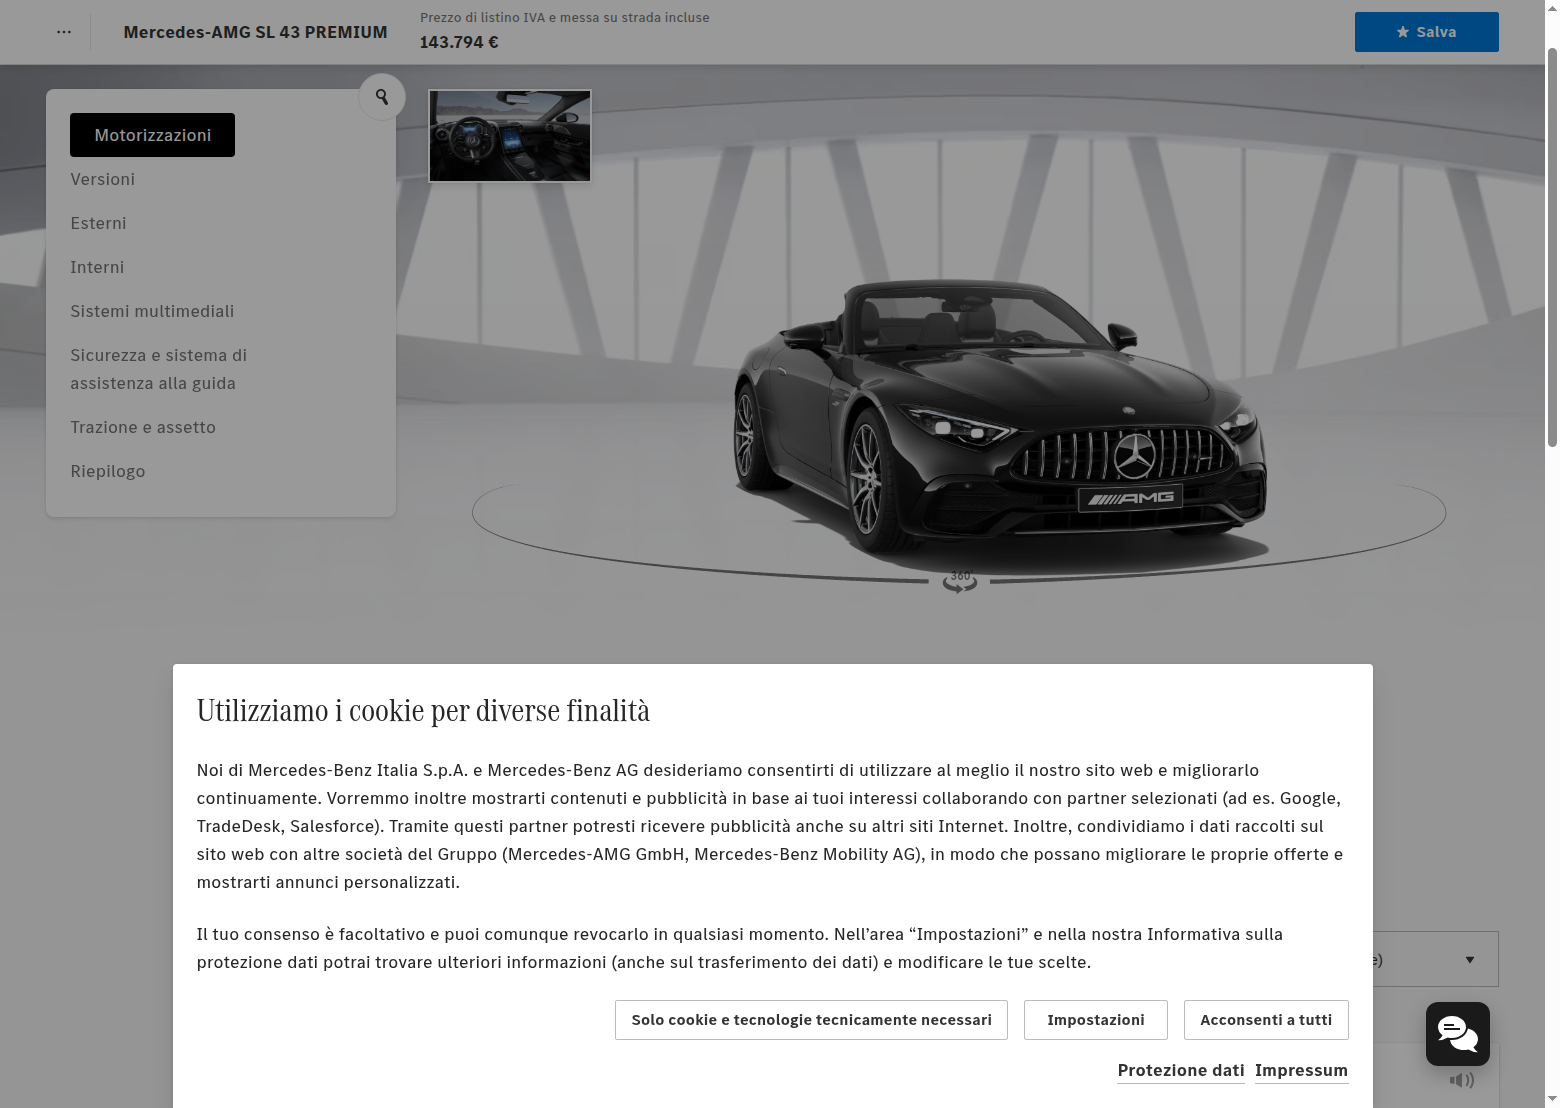 Mercedes-AMG SL 43 PREMIUM
Prezzo di listino IVA e messa su strada incluse
143.794 €
Salva
Motorizzazioni
Versioni
Esterni
Interni
Sistemi multimediali
Sicurezza e sistema di
assistenza alla guida
Trazione e assetto
Riepilogo
AMG
360°
Utilizziamo i cookie per diverse finalità
Noi di Mercedes-Benz Italia S.p.A. e Mercedes-Benz AG desideriamo consentirti di utilizzare al meglio il nostro sito web e migliorarlo
continuamente. Vorremmo inoltre mostrarti contenuti e pubblicità in base ai tuoi interessi collaborando con partner selezionati (ad es. Google,
TradeDesk, Salesforce). Tramite questi partner potresti ricevere pubblicità anche su altri siti Internet. Inoltre, condividiamo i dati raccolti sul
sito web con altre società del Gruppo (Mercedes-AMG GmbH, Mercedes-Benz Mobility AG), in modo che possano migliorare le proprie offerte e
mostrarti annunci personalizzati.
Il tuo consenso è facoltativo e puoi comunque revocarlo in qualsiasi momento. Nell’area “Impostazioni” e nella nostra Informativa sulla
protezione dati potrai trovare ulteriori informazioni (anche sul trasferimento dei dati) e modificare le tue scelte.
Solo cookie e tecnologie tecnicamente necessari
Impostazioni
Acconsenti a tutti
Protezione dati
Impressum